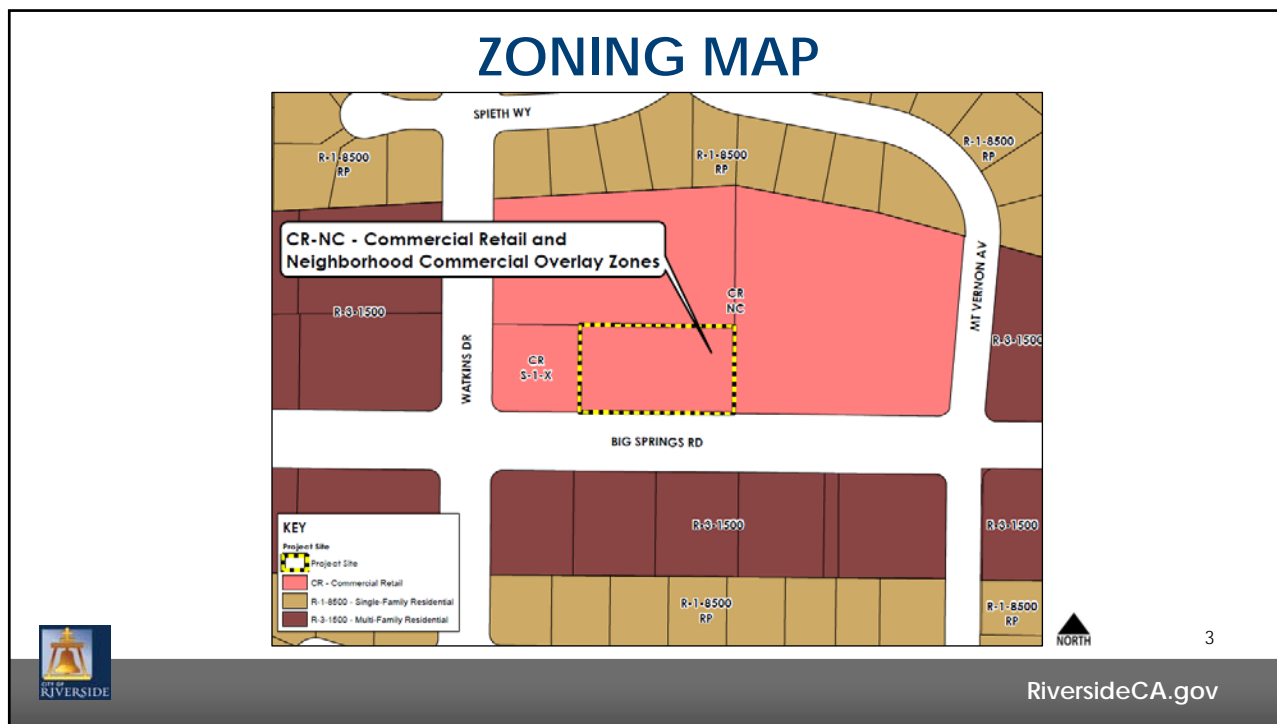 ZONING MAP
SPIETH WY
R-1-8500
RP
R-1-8500
RP
R-1-8500
RP
CR-NC - Commercial Retail and
Neighborhood Commercial Overlay Zones
CR
NC
R-3-1500
WATKINS DR
CR
S-1-X
MT VERNON AV
R-3-1500
BIG SPRINGS RD
R-3-1500
R-3-1500
KEY
Project Site
Project Site
CR - Commercial Retail
R-1-8500 - Single-Family Residential
R-3-1500 - Multi-Family Residential
R-1-8500
RP
R-1-8500
RP
NORTH
3
CITY OF
RIVERSIDE
RiversideCA.gov